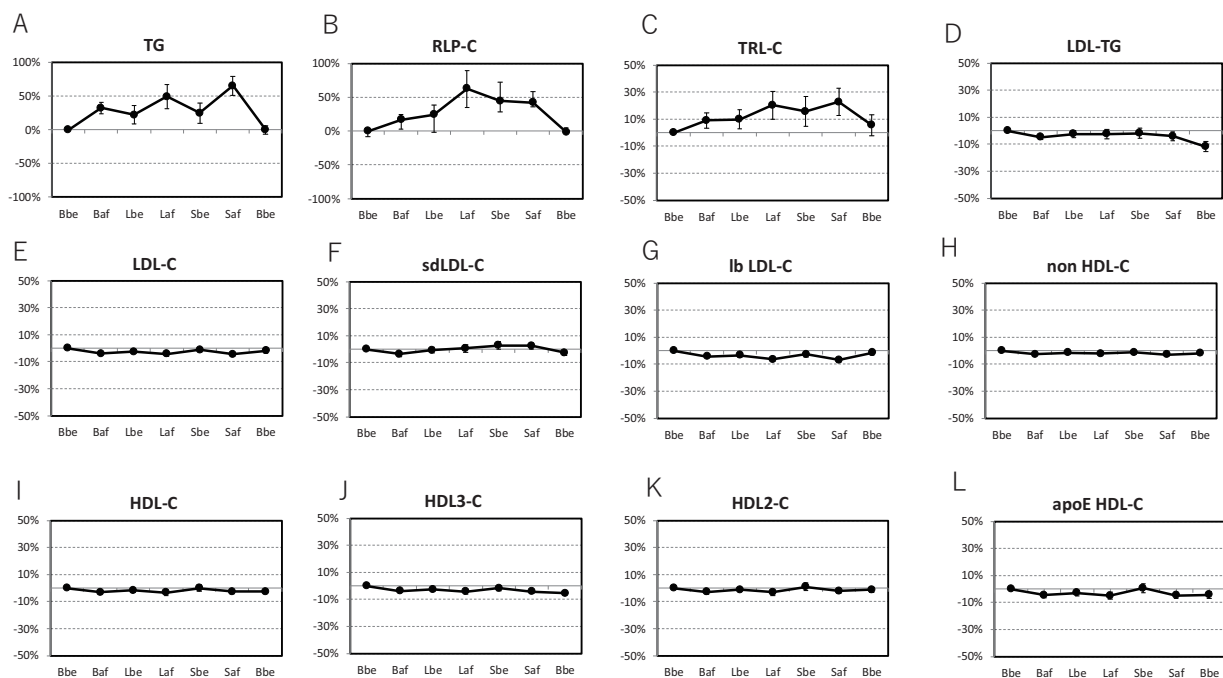 A
TG
100%
50%
0%
-50%
-100%
Bbe Baf Lbe Laf Sbe Saf Bbe
B
RLP-C
100%
50%
0%
-50%
-100%
Bbe Baf Lbe Laf Sbe Saf Bbe
C
TRL-C
50%
30%
10%
-10%
-30%
-50%
Bbe Baf Lbe Laf Sbe Saf Bbe
D
LDL-TG
50%
30%
10%
-10%
-30%
-50%
Bbe Baf Lbe Laf Sbe Saf Bbe
E
LDL-C
50%
30%
10%
-10%
-30%
-50%
Bbe Baf Lbe Laf Sbe Saf Bbe
F
sdLDL-C
50%
30%
10%
-10%
-30%
-50%
Bbe Baf Lbe Laf Sbe Saf Bbe
G
lb LDL-C
50%
30%
10%
-10%
-30%
-50%
Bbe Baf Lbe Laf Sbe Saf Bbe
H
non HDL-C
50%
30%
10%
-10%
-30%
-50%
Bbe Baf Lbe Laf Sbe Saf Bbe
I
HDL-C
50%
30%
10%
-10%
-30%
-50%
Bbe Baf Lbe Laf Sbe Saf Bbe
J
HDL3-C
50%
30%
10%
-10%
-30%
-50%
Bbe Baf Lbe Laf Sbe Saf Bbe
K
HDL2-C
50%
30%
10%
-10%
-30%
-50%
Bbe Baf Lbe Laf Sbe Saf Bbe
L
apoE HDL-C
50%
30%
10%
-10%
-30%
-50%
Bbe Baf Lbe Laf Sbe Saf Bbe